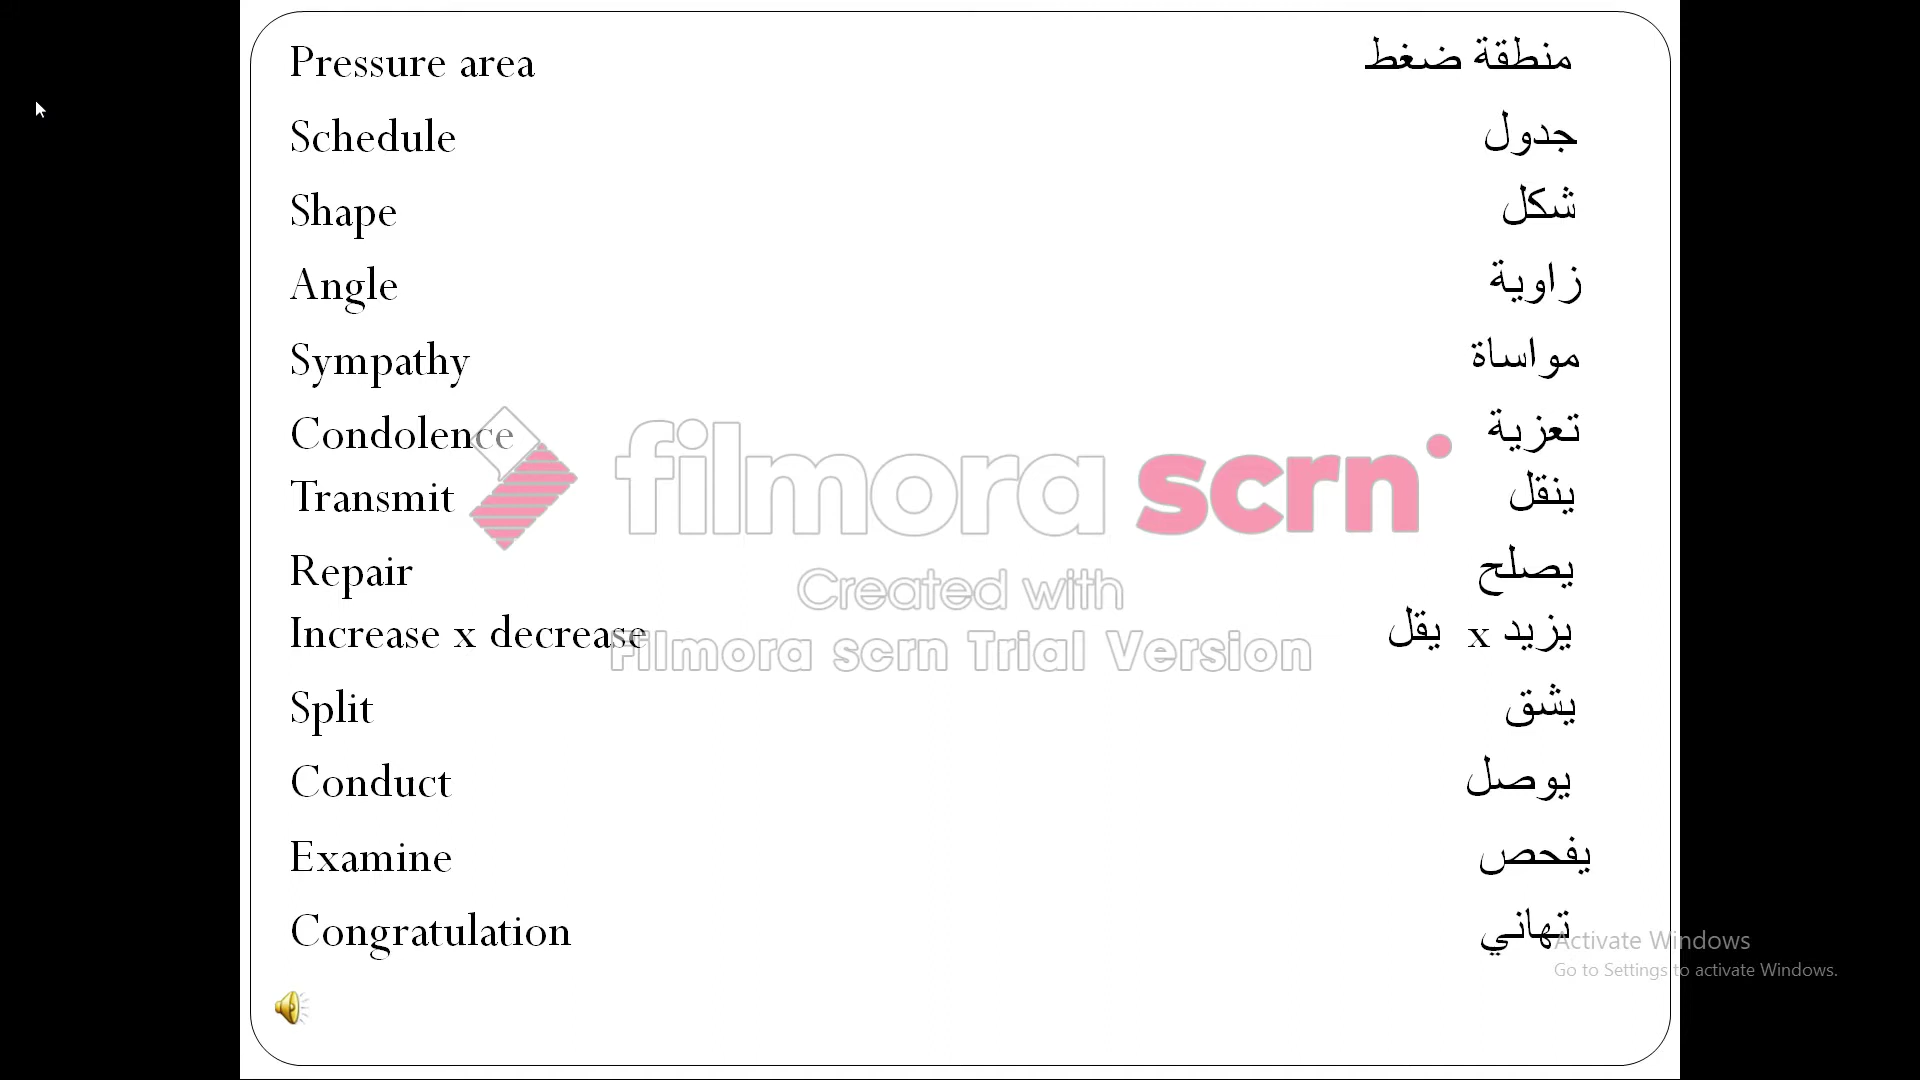 Pressure area منطقة ضغط
Schedule جدول
Shape شكل
Angle زاوية
Sympathy مواساة
Condolence تعزية
Transmit ينقل
Repair يصلح
Increase x decrease يزيد x يقل
Split يشق
Conduct يوصل
Examine يفحص
Congratulation تهاني
filmora scrn
Created with
Filmora scrn Trial Version
Activate Windows
Go to Settings to activate Windows.